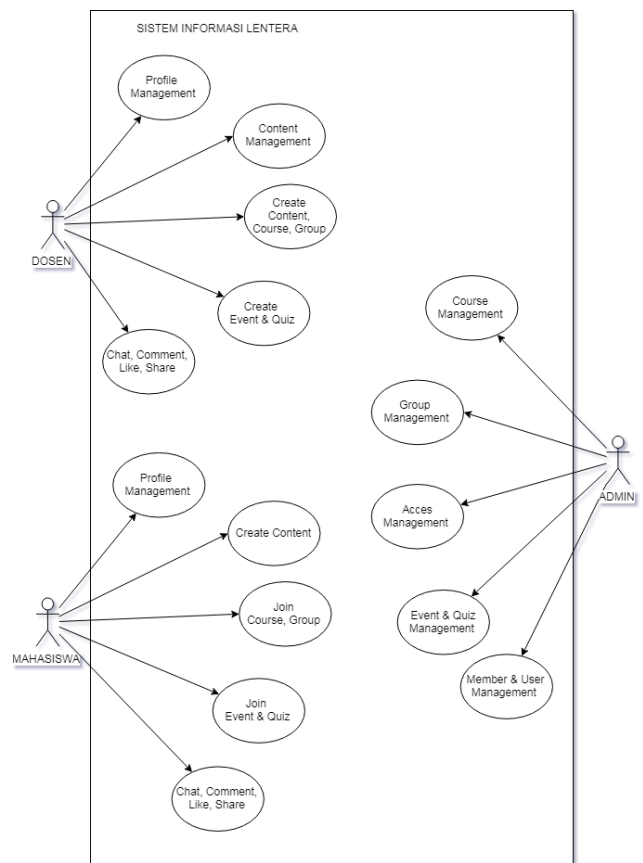 SISTEM INFORMASI LENTERA
Profile
Management
Content
Management
Create
Content,
Course, Group
DOSEN
Create
Event & Quiz
Chat, Comment,
Like, Share
Course
Management
Group
Management
ADMIN
Acces
Management
Event & Quiz
Management
Member & User
Management
Profile
Management
Create Content
Join
Course, Group
MAHASISWA
Join
Event & Quiz
Chat, Comment,
Like, Share